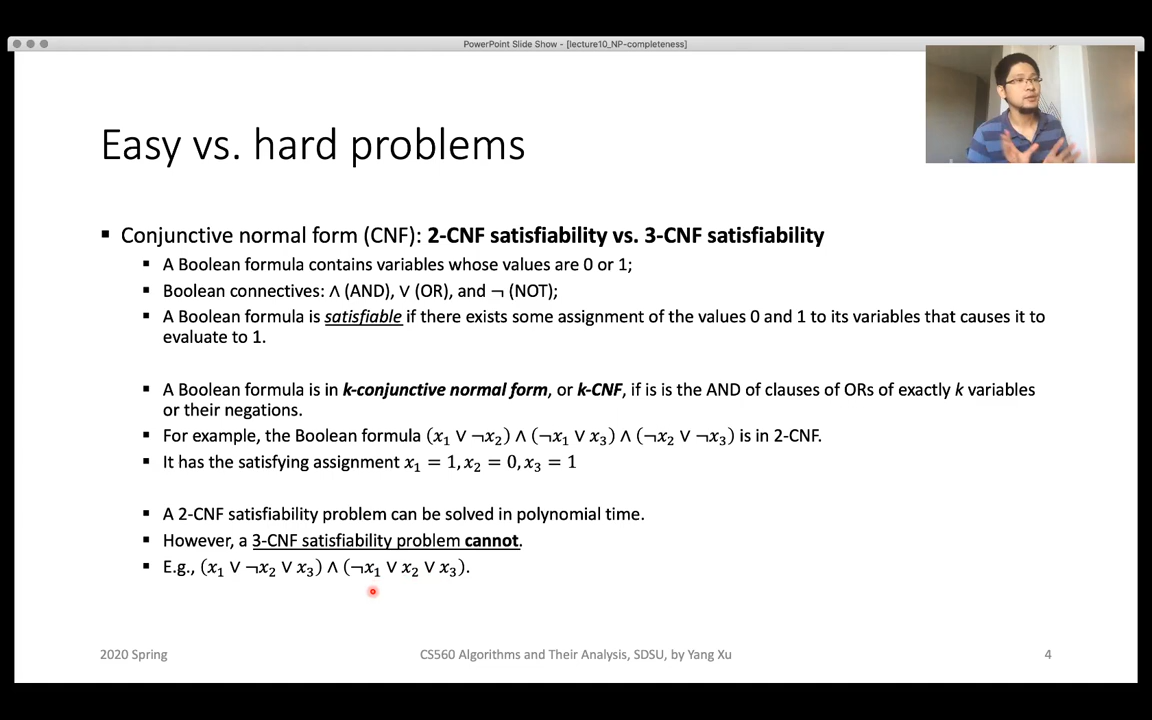 PowerPoint Slide Show - [lecture10_NP-completeness]
Easy vs. hard problems
▪ Conjunctive normal form (CNF): 2-CNF satisfiability vs. 3-CNF satisfiability
▪ A Boolean formula contains variables whose values are 0 or 1;
▪ Boolean connectives: ∧ (AND), ∨ (OR), and ¬ (NOT);
▪ A Boolean formula is satisfiable if there exists some assignment of the values 0 and 1 to its variables that causes it to
evaluate to 1.
▪ A Boolean formula is in k-conjunctive normal form, or k-CNF, if is is the AND of clauses of ORs of exactly k variables
or their negations.
▪ For example, the Boolean formula (x₁ ∨ ¬x₂) ∧ (¬x₁ ∨ x₃) ∧ (¬x₂ ∨ ¬x₃) is in 2-CNF.
▪ It has the satisfying assignment x₁ = 1, x₂ = 0, x₃ = 1
▪ A 2-CNF satisfiability problem can be solved in polynomial time.
▪ However, a 3-CNF satisfiability problem cannot.
▪ E.g., (x₁ ∨ ¬x₂ ∨ x₃) ∧ (¬x₁ ∨ x₂ ∨ x₃).
2020 Spring
CS560 Algorithms and Their Analysis, SDSU, by Yang Xu
4